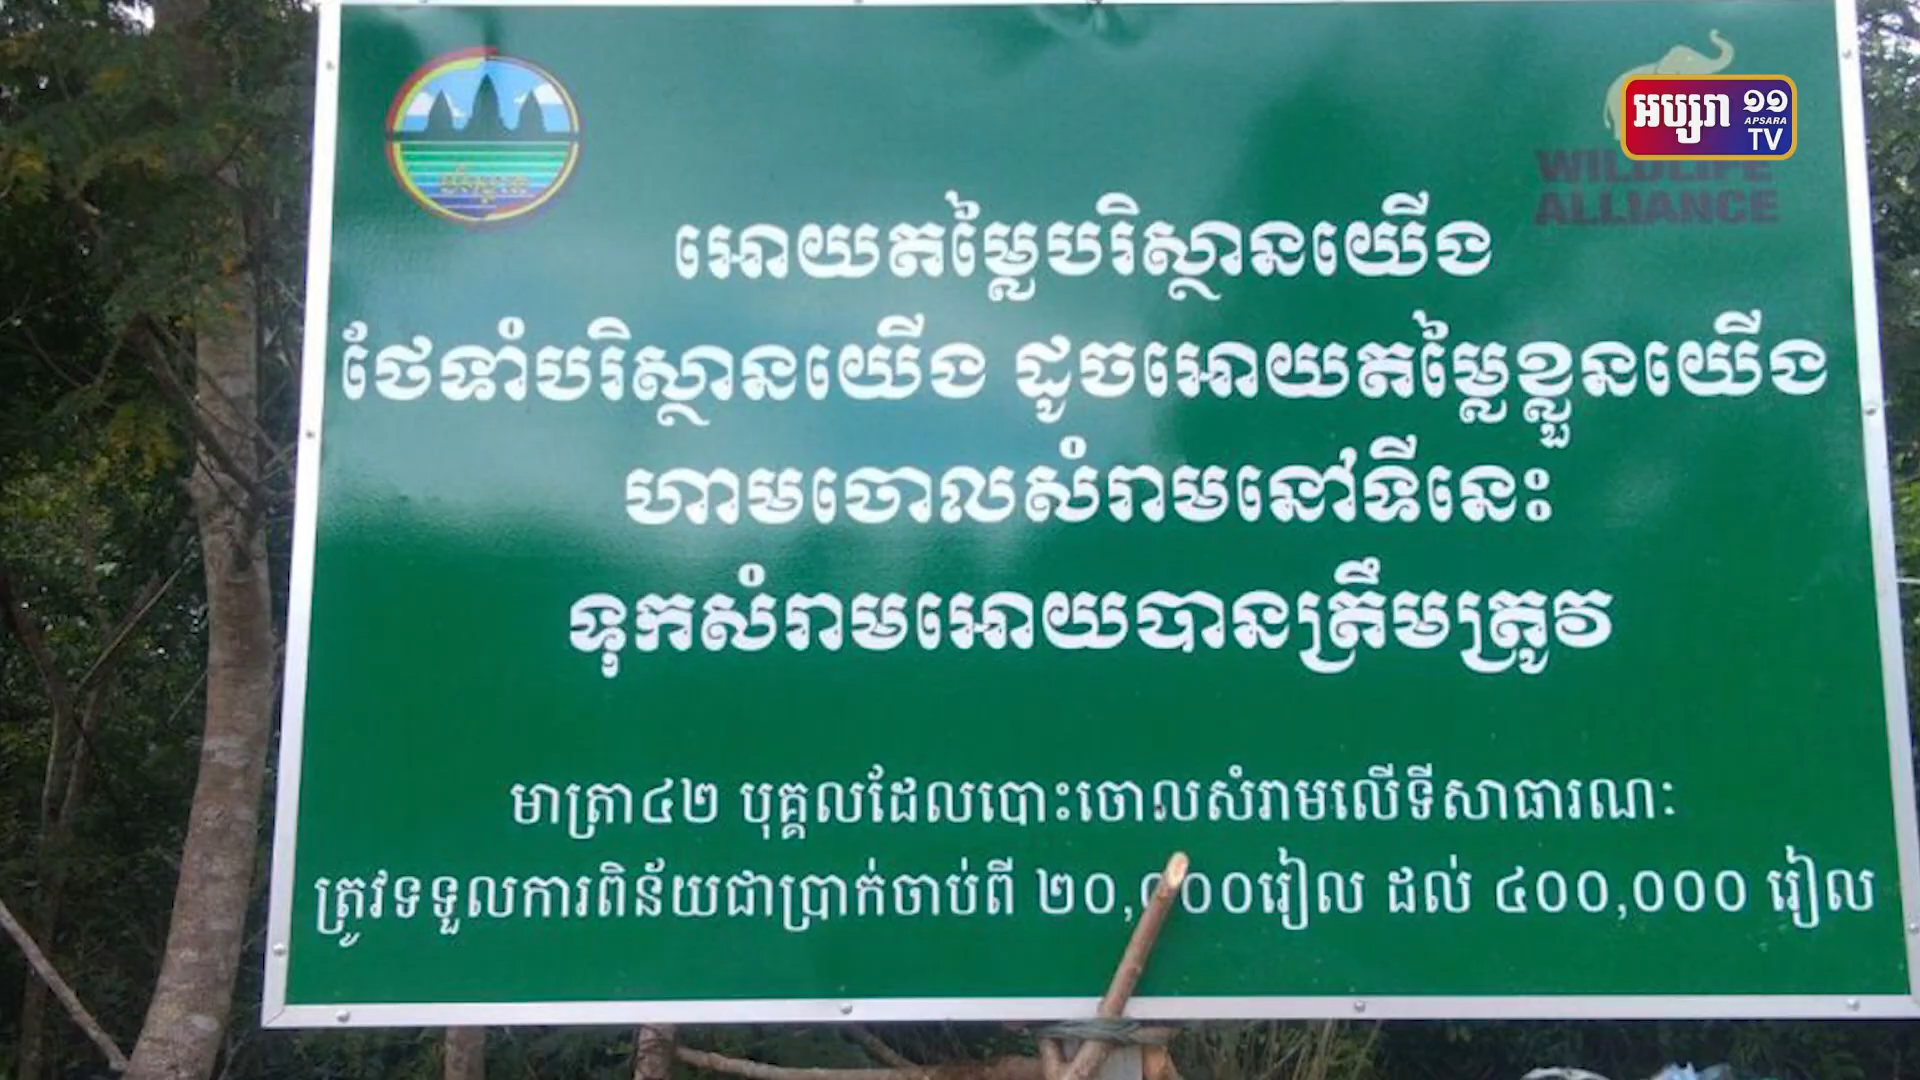 អប្សរា ១១
APSARA
TV
WILDLIFE
ALLIANCE
អោយតម្លៃបរិស្ថានយើង
ថែទាំបរិស្ថានយើង ដូចអោយតម្លៃខ្លួនយើង
ហាមចោលសំរាមនៅទីនេះ
ទុកសំរាមអោយបានត្រឹមត្រូវ
មាត្រា៤២ បុគ្គលដែលបោះចោលសំរាមលើទីសាធារណៈ
ត្រូវទទួលការពិន័យជាប្រាក់ចាប់ពី ២០,០០០រៀល ដល់ ៤០០,០០០ រៀល